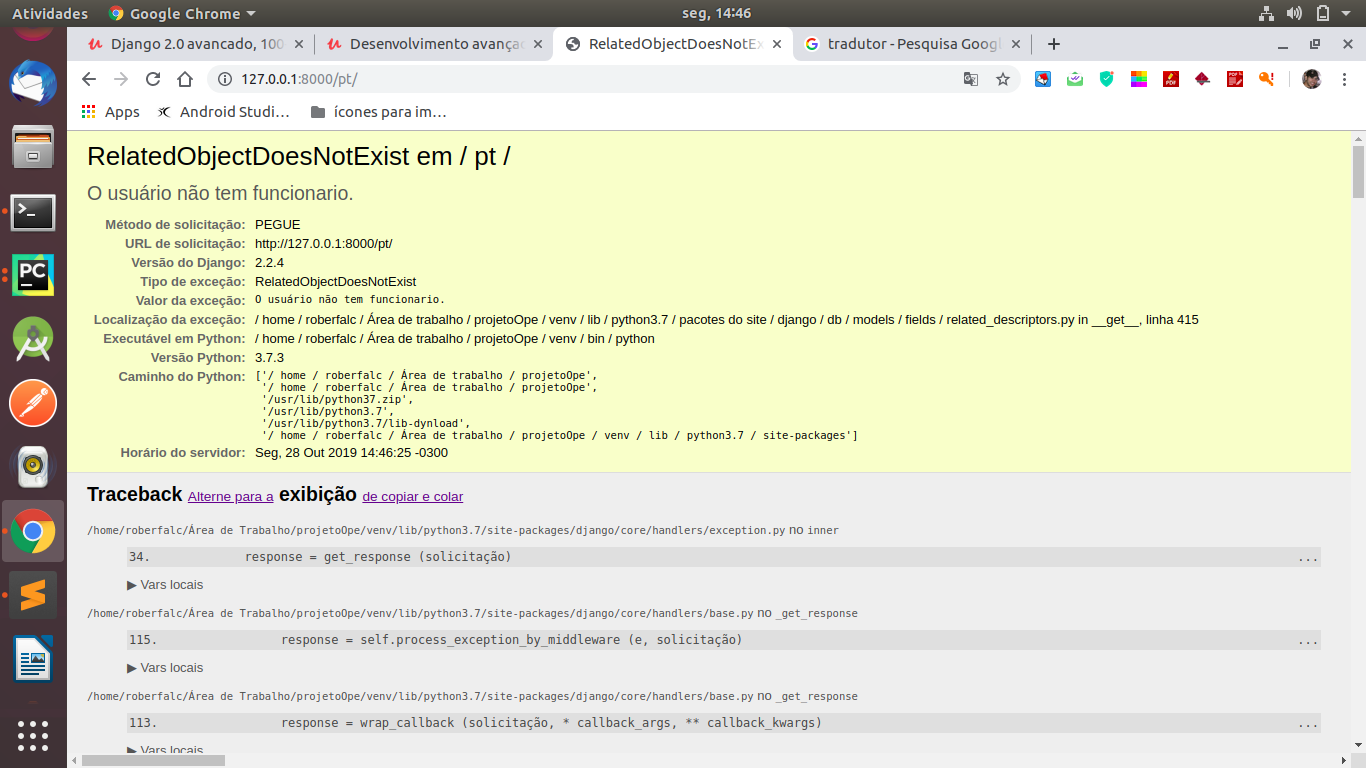 Atividades
Google Chrome
seg, 14:46
Django 2.0 avancado, 100
Desenvolvimento avança
RelatedObjectDoesNotEx
tradutor - Pesquisa Googl
127.0.0.1:8000/pt/
Apps
Android Studi...
ícones para im...
RelatedObjectDoesNotExist em / pt /
O usuário não tem funcionario.
Método de solicitação: PEGUE
URL de solicitação: http://127.0.0.1:8000/pt/
Versão do Django: 2.2.4
Tipo de exceção: RelatedObjectDoesNotExist
Valor da exceção: O usuário não tem funcionario.
Localização da exceção: / home / roberfalc / Área de trabalho / projetoOpe / venv / lib / python3.7 / pacotes do site / django / db / models / fields / related_descriptors.py in __get__, linha 415
Executável em Python: / home / roberfalc / Área de trabalho / projetoOpe / venv / bin / python
Versão Python: 3.7.3
Caminho do Python: ['/ home / roberfalc / Área de trabalho / projetoOpe',
'/ home / roberfalc / Área de trabalho / projetoOpe',
'/usr/lib/python37.zip',
'/usr/lib/python3.7',
'/usr/lib/python3.7/lib-dynload',
'/ home / roberfalc / Área de trabalho / projetoOpe / venv / lib / python3.7 / site-packages']
Horário do servidor: Seg, 28 Out 2019 14:46:25 -0300
Traceback Alterne para a exibição de copiar e colar
/home/roberfalc/Área de Trabalho/projetoOpe/venv/lib/python3.7/site-packages/django/core/handlers/exception.py no inner
34. response = get_response (solicitação) ...
▶ Vars locais
/home/roberfalc/Área de Trabalho/projetoOpe/venv/lib/python3.7/site-packages/django/core/handlers/base.py no _get_response
115. response = self.process_exception_by_middleware (e, solicitação) ...
▶ Vars locais
/home/roberfalc/Área de Trabalho/projetoOpe/venv/lib/python3.7/site-packages/django/core/handlers/base.py no _get_response
113. response = wrap_callback (solicitação, * callback_args, ** callback_kwargs) ...
▶ Vars locais
PC